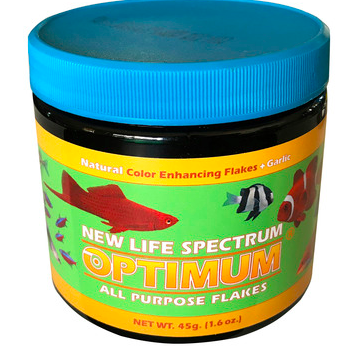 Natural Color Enhancing Flakes + Garlic
NEW LIFE SPECTRUM
OPTIMUM
ALL PURPOSE FLAKES
NET WT. 45g. (1.6 oz.)